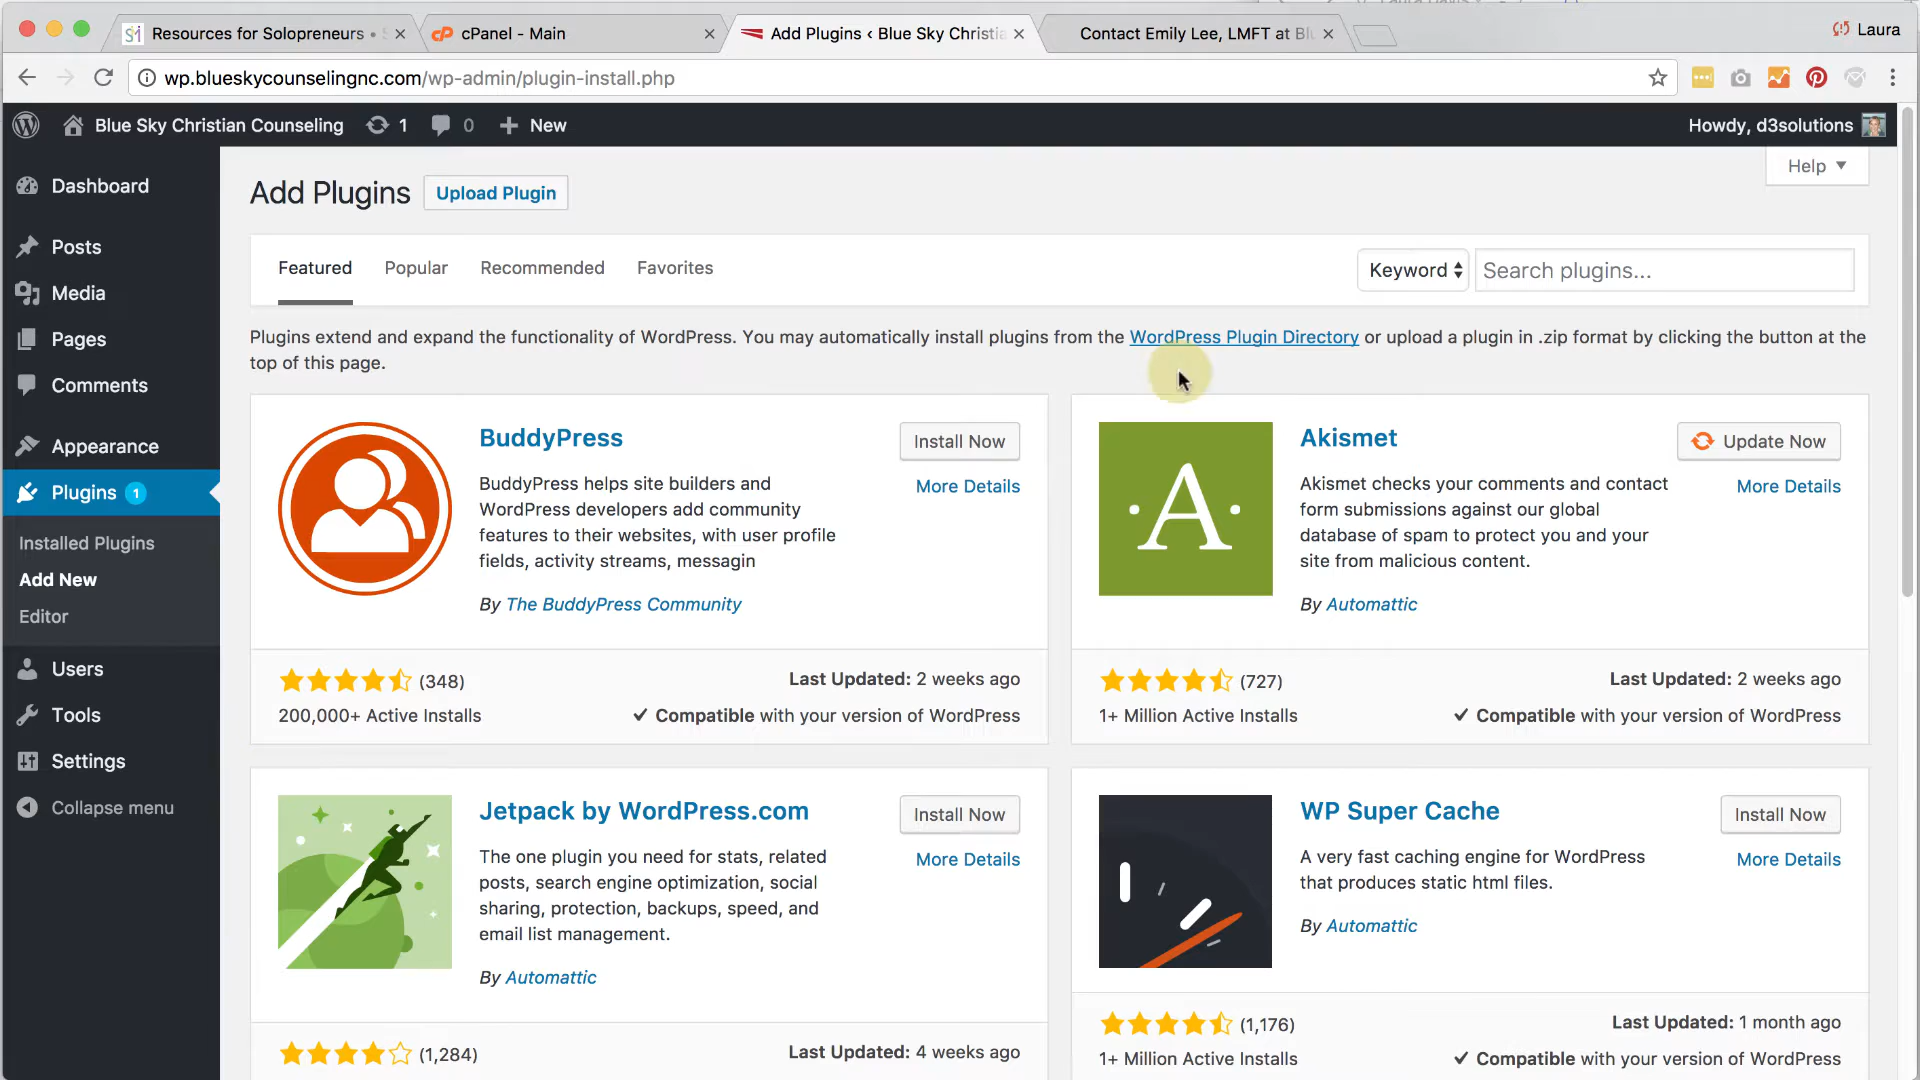 Resources for Solopreneurs •
cPanel - Main
Add Plugins ‹ Blue Sky Christia
Contact Emily Lee, LMFT at Blu
Laura
wp.blueskycounselingnc.com/wp-admin/plugin-install.php
Blue Sky Christian Counseling
1
0
New
Howdy, d3solutions
Dashboard
Posts
Media
Pages
Comments
Appearance
Plugins 1
Installed Plugins
Add New
Editor
Users
Tools
Settings
Collapse menu
Help
Add Plugins
Upload Plugin
Featured
Popular
Recommended
Favorites
Keyword
Search plugins...
Plugins extend and expand the functionality of WordPress. You may automatically install plugins from the WordPress Plugin Directory or upload a plugin in .zip format by clicking the button at the
top of this page.
BuddyPress
Install Now
More Details
BuddyPress helps site builders and
WordPress developers add community
features to their websites, with user profile
fields, activity streams, messagin
By The BuddyPress Community
(348)
Last Updated: 2 weeks ago
200,000+ Active Installs
✓ Compatible with your version of WordPress
A
Akismet
Update Now
More Details
Akismet checks your comments and contact
form submissions against our global
database of spam to protect you and your
site from malicious content.
By Automattic
(727)
Last Updated: 2 weeks ago
1+ Million Active Installs
✓ Compatible with your version of WordPress
Jetpack by WordPress.com
Install Now
More Details
The one plugin you need for stats, related
posts, search engine optimization, social
sharing, protection, backups, speed, and
email list management.
By Automattic
(1,284)
Last Updated: 4 weeks ago
WP Super Cache
Install Now
More Details
A very fast caching engine for WordPress
that produces static html files.
By Automattic
(1,176)
Last Updated: 1 month ago
1+ Million Active Installs
✓ Compatible with your version of WordPress